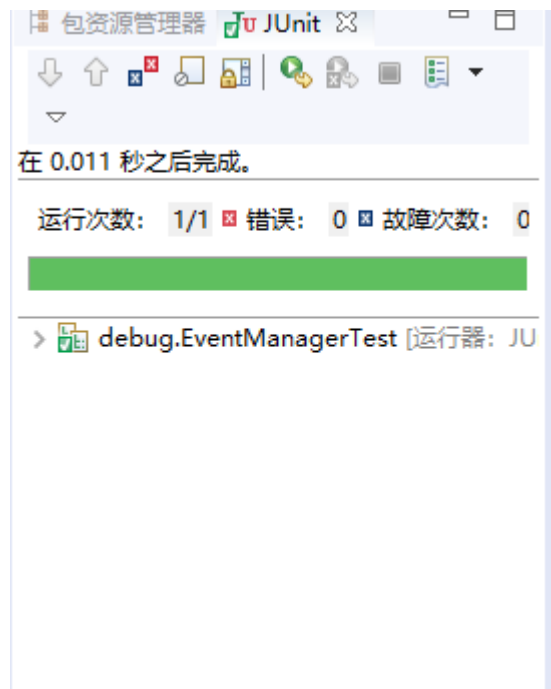 包资源管理器 JUnit
在 0.011 秒之后完成。
运行次数： 1/1 错误： 0 故障次数： 0
debug.EventManagerTest [运行器： JU